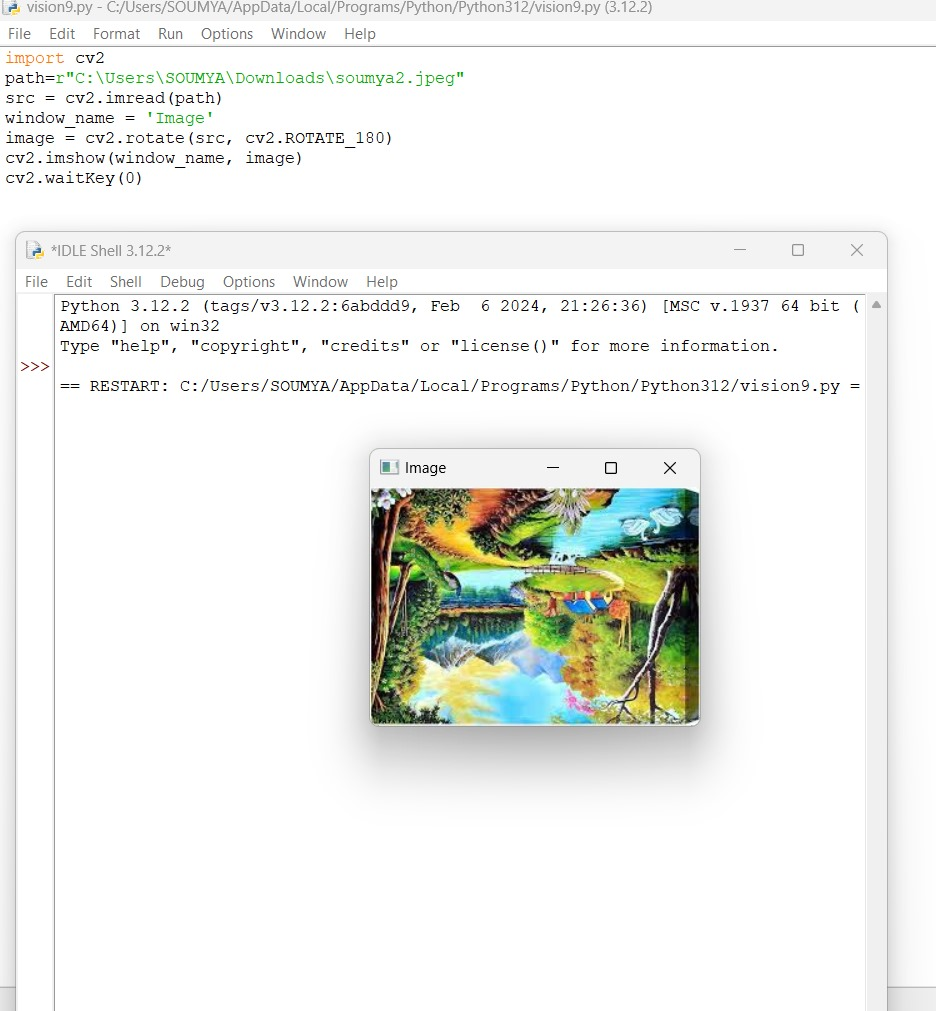 vision9.py - C:/Users/SOUMYA/AppData/Local/Programs/Python/Python312/vision9.py (3.12.2)
File Edit Format Run Options Window Help
import cv2
path=r"C:\Users\SOUMYA\Downloads\soumya2.jpeg"
src = cv2.imread(path)
window_name = 'Image'
image = cv2.rotate(src, cv2.ROTATE_180)
cv2.imshow(window_name, image)
cv2.waitKey(0)
*IDLE Shell 3.12.2*
File Edit Shell Debug Options Window Help
Python 3.12.2 (tags/v3.12.2:6abddd9, Feb  6 2024, 21:26:36) [MSC v.1937 64 bit (
AMD64)] on win32
Type "help", "copyright", "credits" or "license()" for more information.
>>>
== RESTART: C:/Users/SOUMYA/AppData/Local/Programs/Python/Python312/vision9.py =
Image